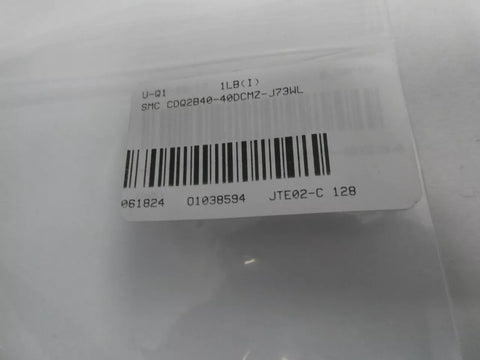 U-Q1 1LB(I)
SMC CDQ2B40-40DCMZ-J73WL
061824 01038594 JTE02-C 128